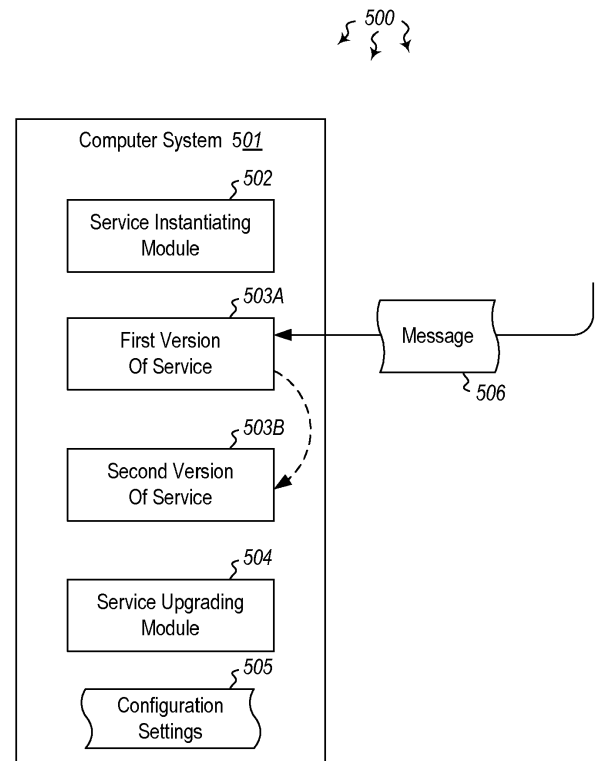 500
Computer System 501
502
Service Instantiating
Module
503A
First Version
Of Service
Message
506
503B
Second Version
Of Service
504
Service Upgrading
Module
505
Configuration
Settings